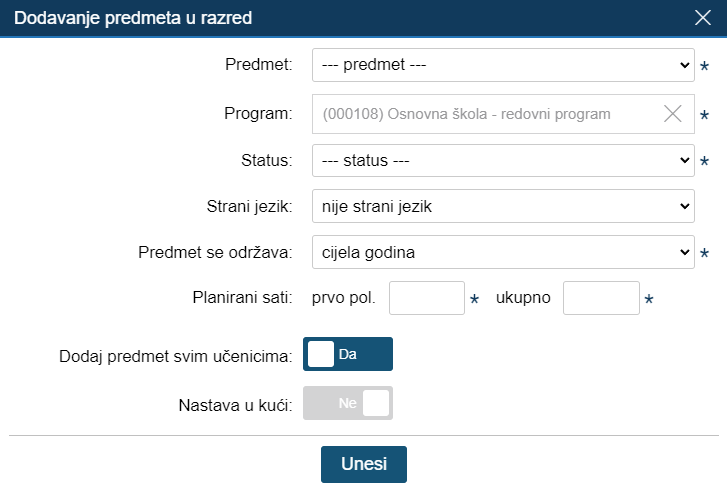 Dodavanje predmeta u razred
Predmet: --- predmet --- *
Program: (000108) Osnovna škola - redovni program *
Status: --- status --- *
Strani jezik: nije strani jezik
Predmet se održava: cijela godina *
Planirani sati: prvo pol. * ukupno *
Dodaj predmet svim učenicima: Da
Nastava u kući: Ne
Unesi